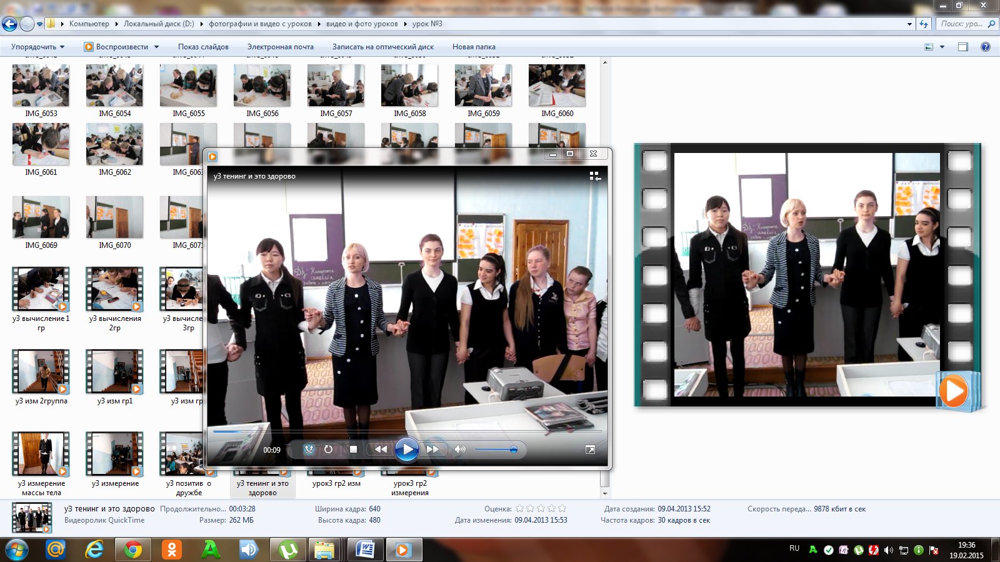 Компьютер ▸ Локальный диск (D:) ▸ фотографии и видео с уроков ▸ видео и фото уроков ▸ урок №3
Поиск: уро...
Упорядочить Воспроизвести Показ слайдов Электронная почта Записать на оптический диск Новая папка
IMG_6053 IMG_6054 IMG_6055 IMG_6056 IMG_6057 IMG_6058 IMG_6059 IMG_6060
IMG_6061 IMG_6062 IMG_606
у3 тенинг и это здорово
IMG_6069 IMG_6070 IMG_607
Дз: Измерить
у3 вычисление 1
гр
у3 вычисления
2гр
у3 вычисле
3гр
у3 изм 2группа у3 изм гр1 у3 изм гр
00:09
у3 измерение
массы тела
у3 измерение
у3 позитив о
дружбе
у3 тенинг и это
здорово
урок3 гр2 изм
урок3 гр2
измерения
у3 тенинг и это здорово Продолжительно... 00:03:28 Ширина кадра: 640 Оценка: Дата создания: 09.04.2013 15:52 Скорость переда... 9878 кбит в сек
Видеоролик QuickTime Размер: 262 МБ Высота кадра: 480 Дата изменения: 09.04.2013 15:53 Частота кадров: 30 кадров в сек
RU
19:36
19.02.2015